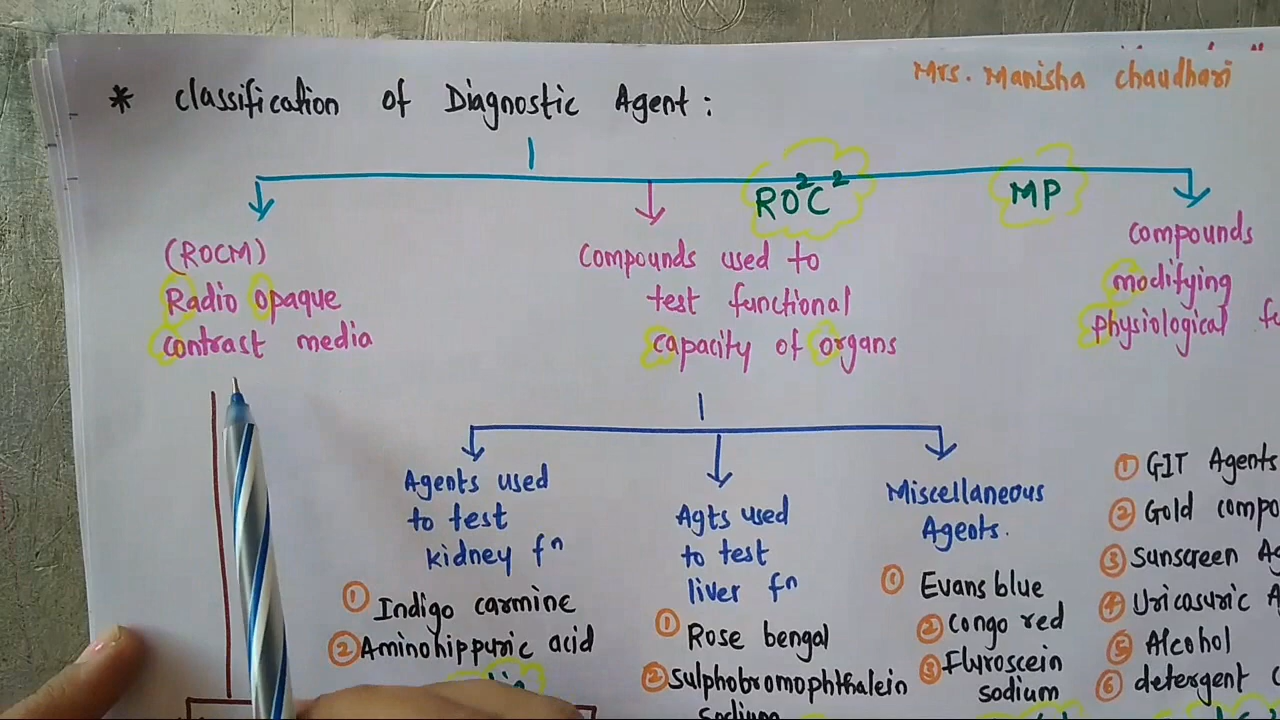 Mrs. Manisha chaudhari
* classification of Diagnostic Agent :
RO²C² MP
(ROCM)
Radio opaque
contrast media
Compounds used to
test functional
capacity of organs
Compounds
modifying
physiological
Agents used
to test
kidney fⁿ
① Indigo carmine
② Aminohippuric acid
Agts used
to test
liver fⁿ
① Rose bengal
② Sulphobromophthalein
sodium
Miscellaneous
Agents.
① Evans blue
② Congo red
③ Fluroscein
sodium
① GIT Agents
② Gold
③ Sunscreen
④ Uricosuric
⑤ Alcohol
⑥ detergent